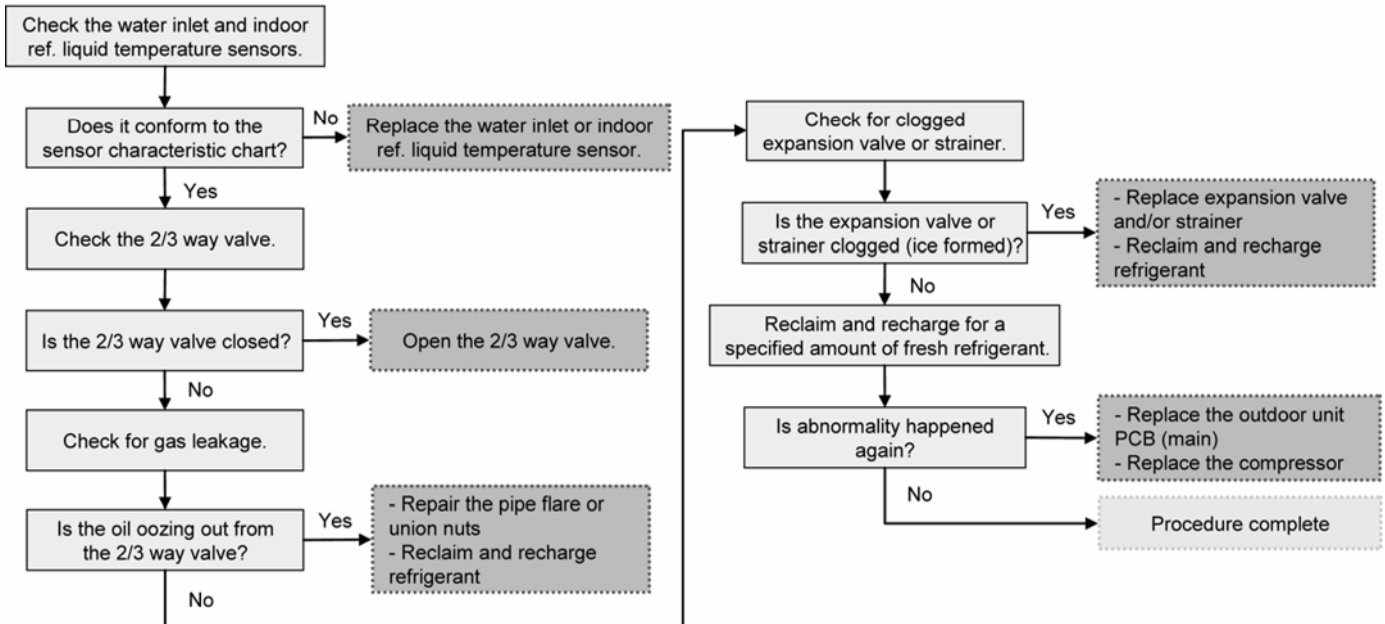 Check the water inlet and indoor
ref. liquid temperature sensors.
Does it conform to the
sensor characteristic chart?
No
Replace the water inlet or indoor
ref. liquid temperature sensor.
Yes
Check the 2/3 way valve.
Is the 2/3 way valve closed?
Yes
Open the 2/3 way valve.
No
Check for gas leakage.
Is the oil oozing out from
the 2/3 way valve?
Yes
- Repair the pipe flare or
union nuts
- Reclaim and recharge
refrigerant
No
Check for clogged
expansion valve or strainer.
Is the expansion valve or
strainer clogged (ice formed)?
Yes
- Replace expansion valve
and/or strainer
- Reclaim and recharge
refrigerant
No
Reclaim and recharge for a
specified amount of fresh refrigerant.
Is abnormality happened
again?
Yes
- Replace the outdoor unit
PCB (main)
- Replace the compressor
No
Procedure complete